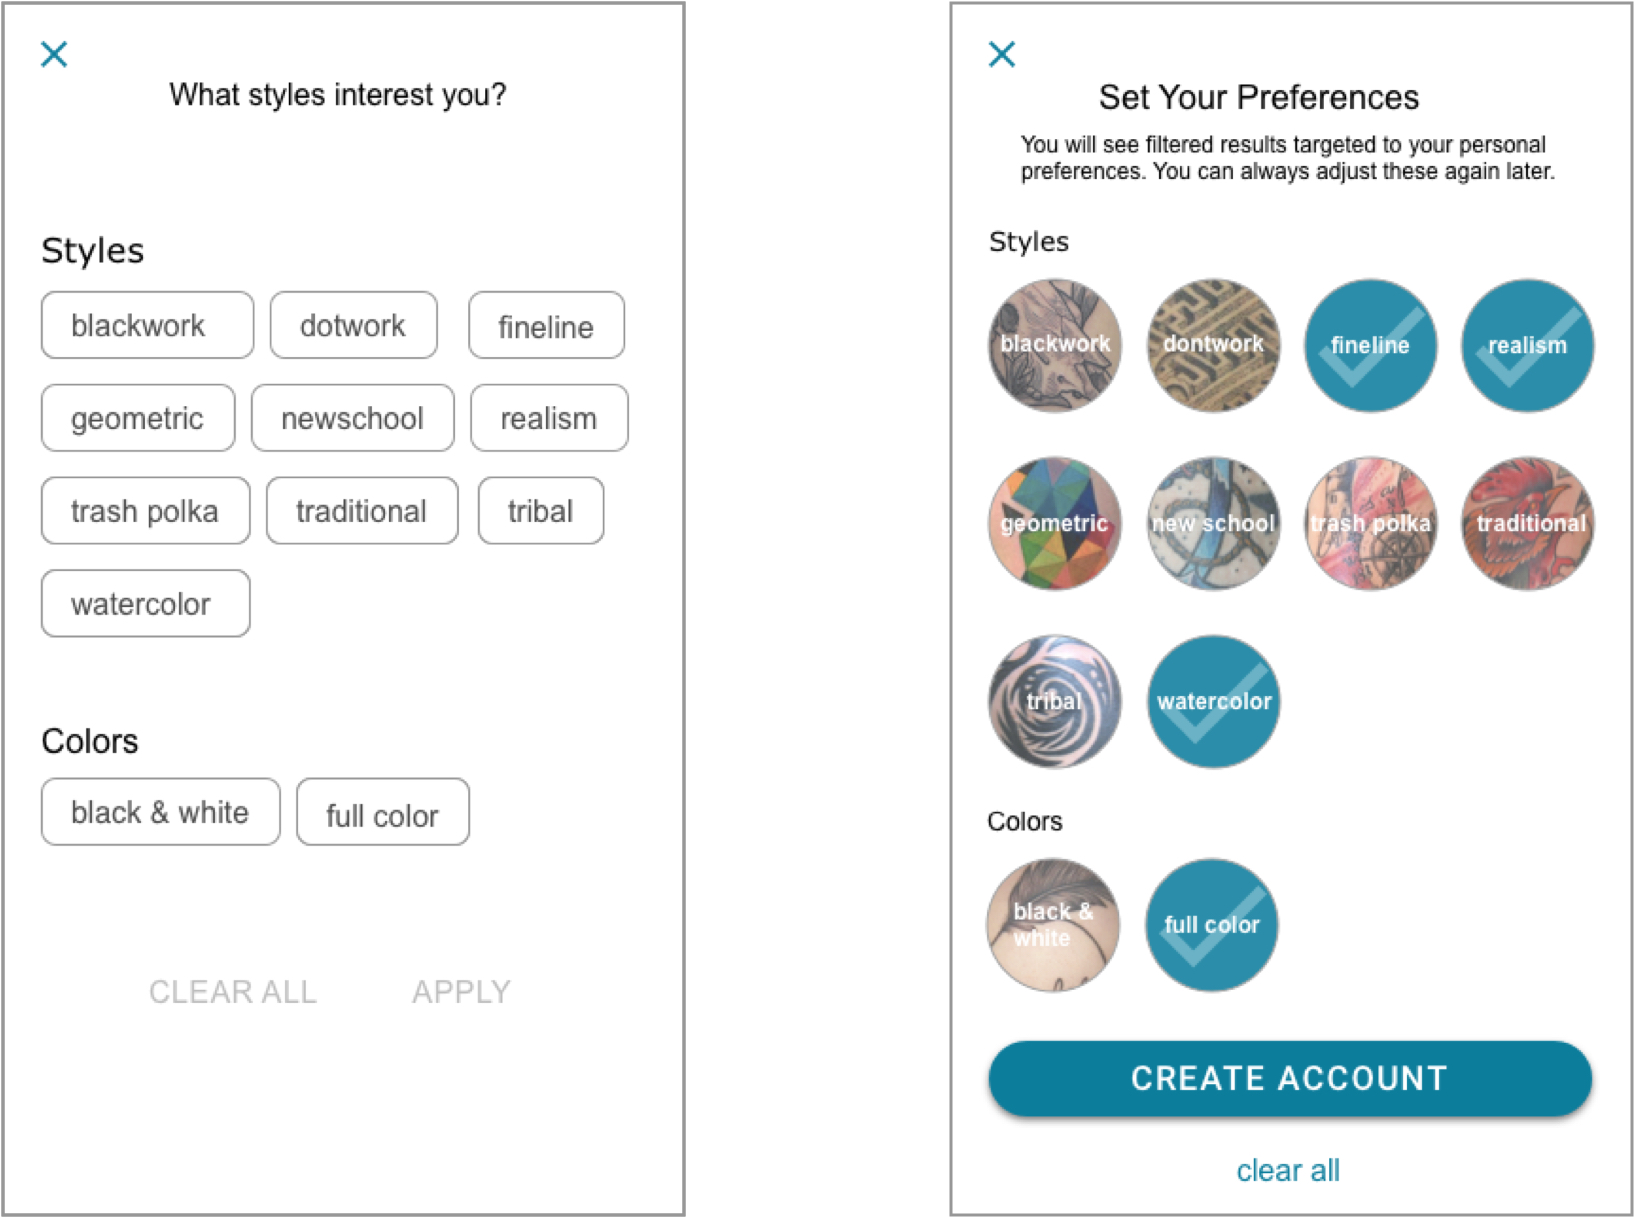 What styles interest you?
Styles
blackwork
dotwork
fineline
geometric
newschool
realism
trash polka
traditional
tribal
watercolor
Colors
black & white
full color
CLEAR ALL
APPLY
Set Your Preferences
You will see filtered results targeted to your personal
preferences. You can always adjust these again later.
Styles
blackwork
dontwork
fineline
realism
geometric
new school
trash polka
traditional
tribal
watercolor
Colors
black &
white
full color
CREATE ACCOUNT
clear all